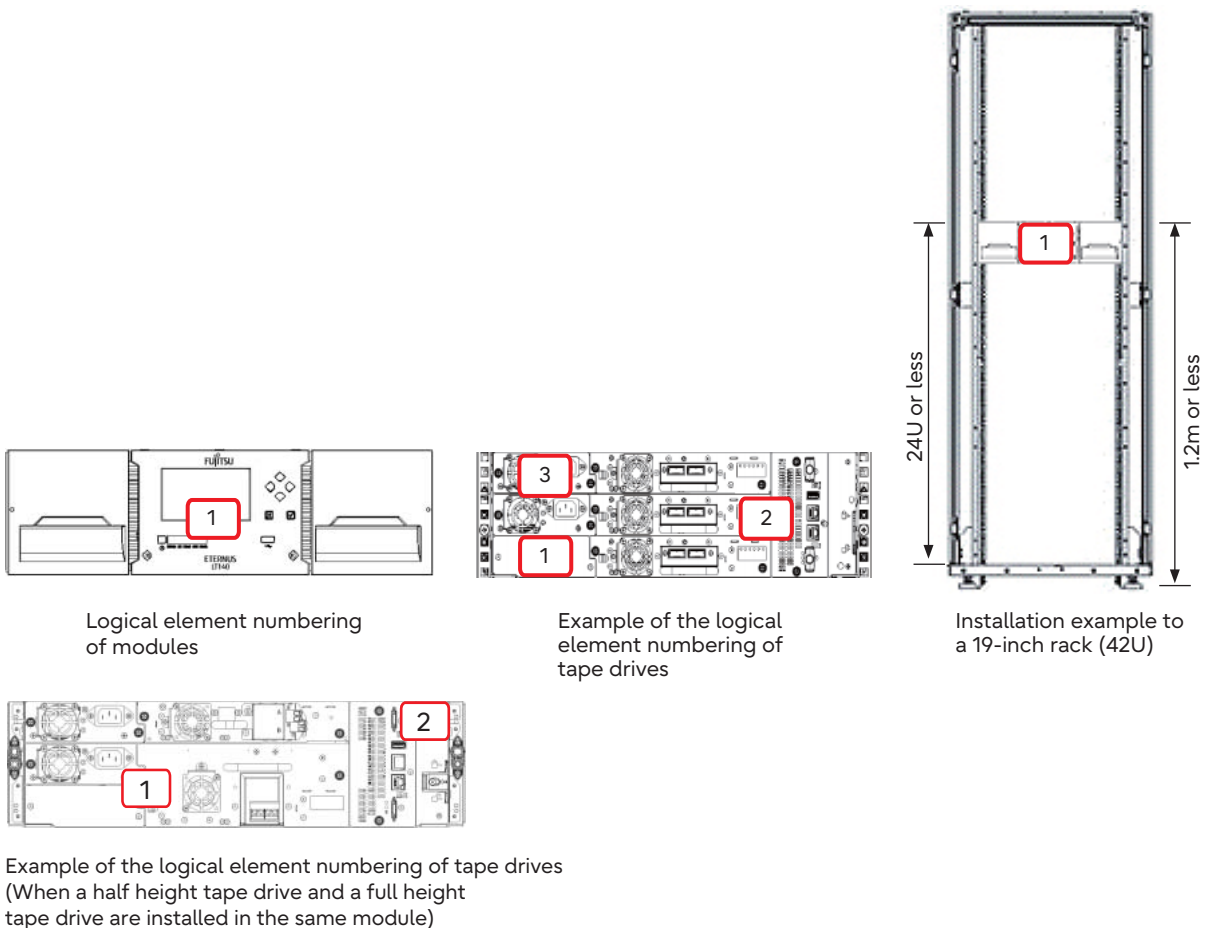 1
24U or less
1.2m or less
FUJITSU
1
ETERNUS
LT140
3
2
1
Logical element numbering
of modules
Example of the logical
element numbering of
tape drives
Installation example to
a 19-inch rack (42U)
2
1
Example of the logical element numbering of tape drives
(When a half height tape drive and a full height
tape drive are installed in the same module)